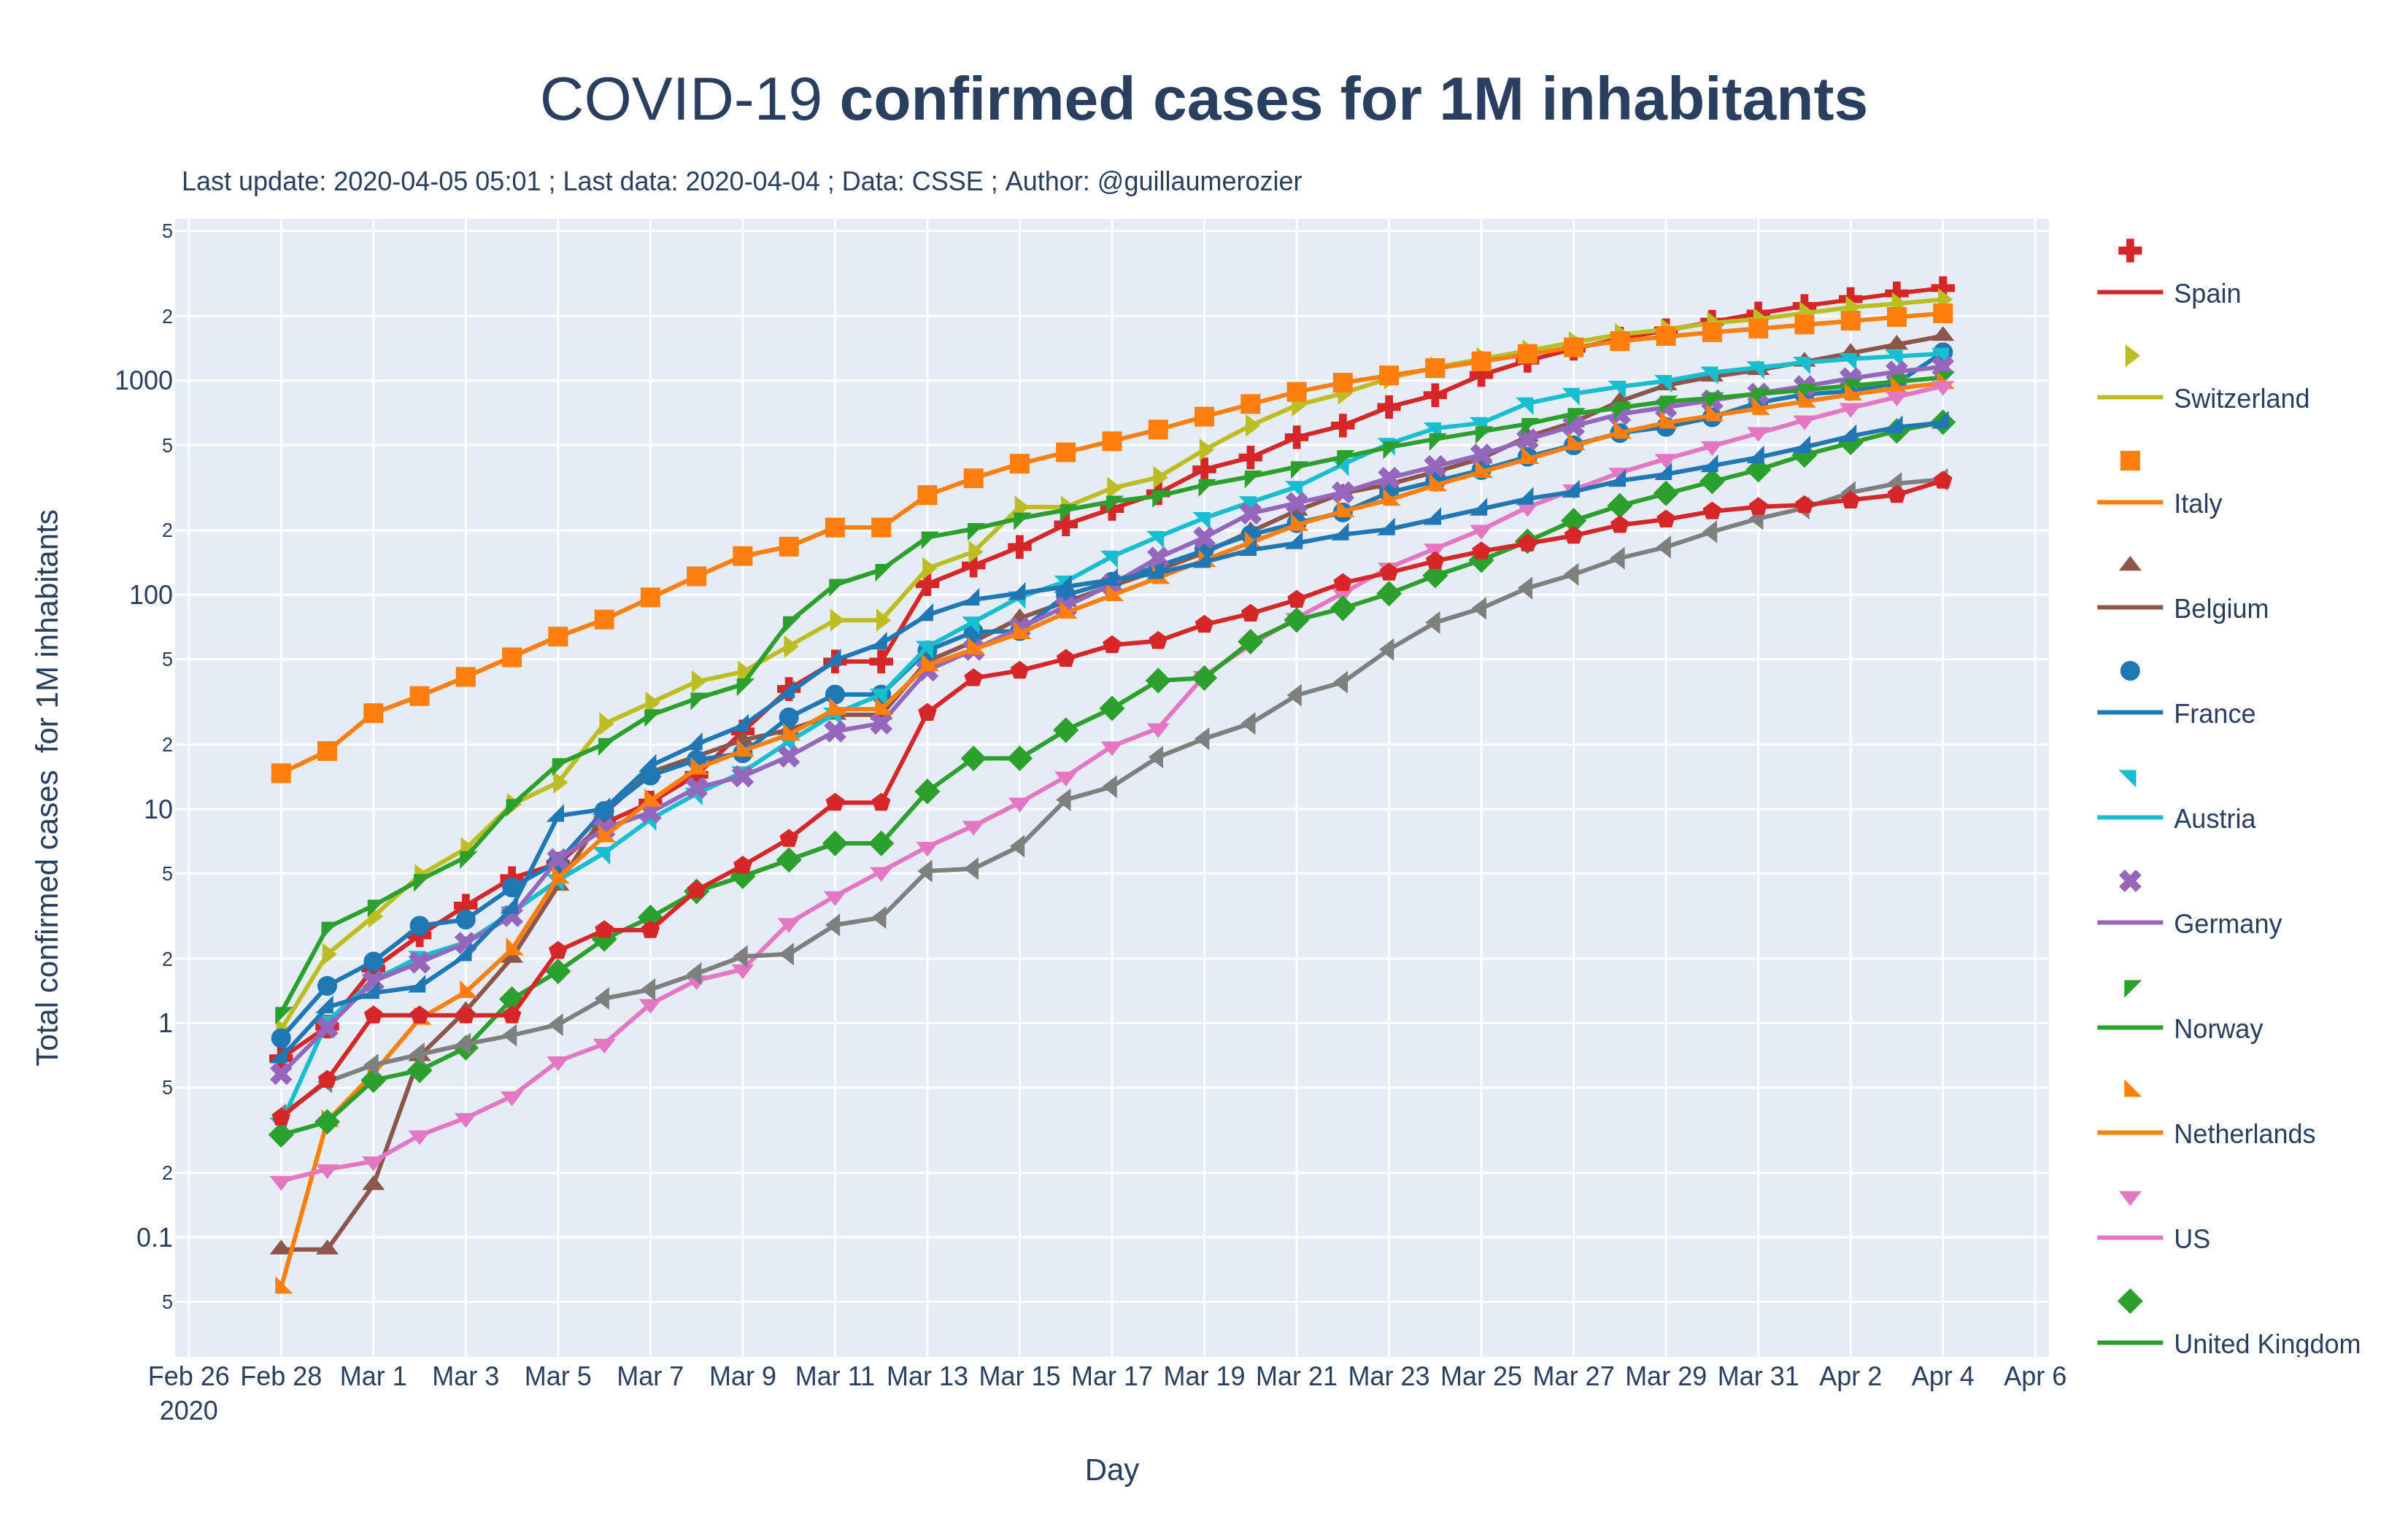 COVID-19 confirmed cases for 1M inhabitants
Last update: 2020-04-05 05:01 ; Last data: 2020-04-04 ; Data: CSSE ; Author: @guillaumerozier
Total confirmed cases for 1M inhabitants
5
2
1000
5
2
100
5
2
10
5
2
1
5
2
0.1
5
Feb 26 Feb 28 Mar 1 Mar 3 Mar 5 Mar 7 Mar 9 Mar 11 Mar 13 Mar 15 Mar 17 Mar 19 Mar 21 Mar 23 Mar 25 Mar 27 Mar 29 Mar 31 Apr 2 Apr 4 Apr 6
2020
Day
Spain
Switzerland
Italy
Belgium
France
Austria
Germany
Norway
Netherlands
US
United Kingdom